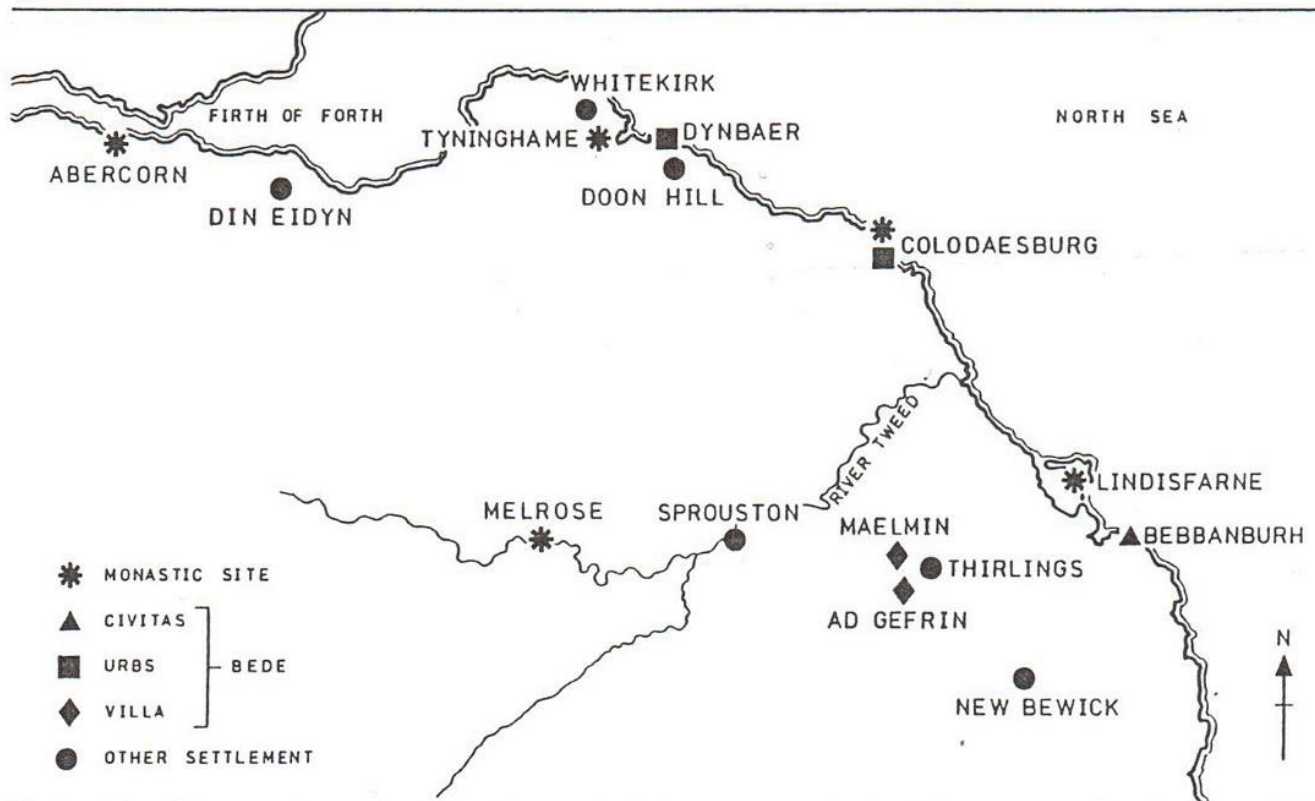 WHITEKIRK
FIRTH OF FORTH
NORTH SEA
TYNINGHAME
DYNBAER
ABERCORN
DOON HILL
DIN EIDYN
COLODAESBURG
RIVER TWEED
LINDISFARNE
MELROSE
SPROUSTON
MAELMIN
BEBBANBURH
THIRLINGS
AD GEFRIN
NEW BEWICK
N
MONASTIC SITE
CIVITAS
URBS
BEDE
VILLA
OTHER SETTLEMENT